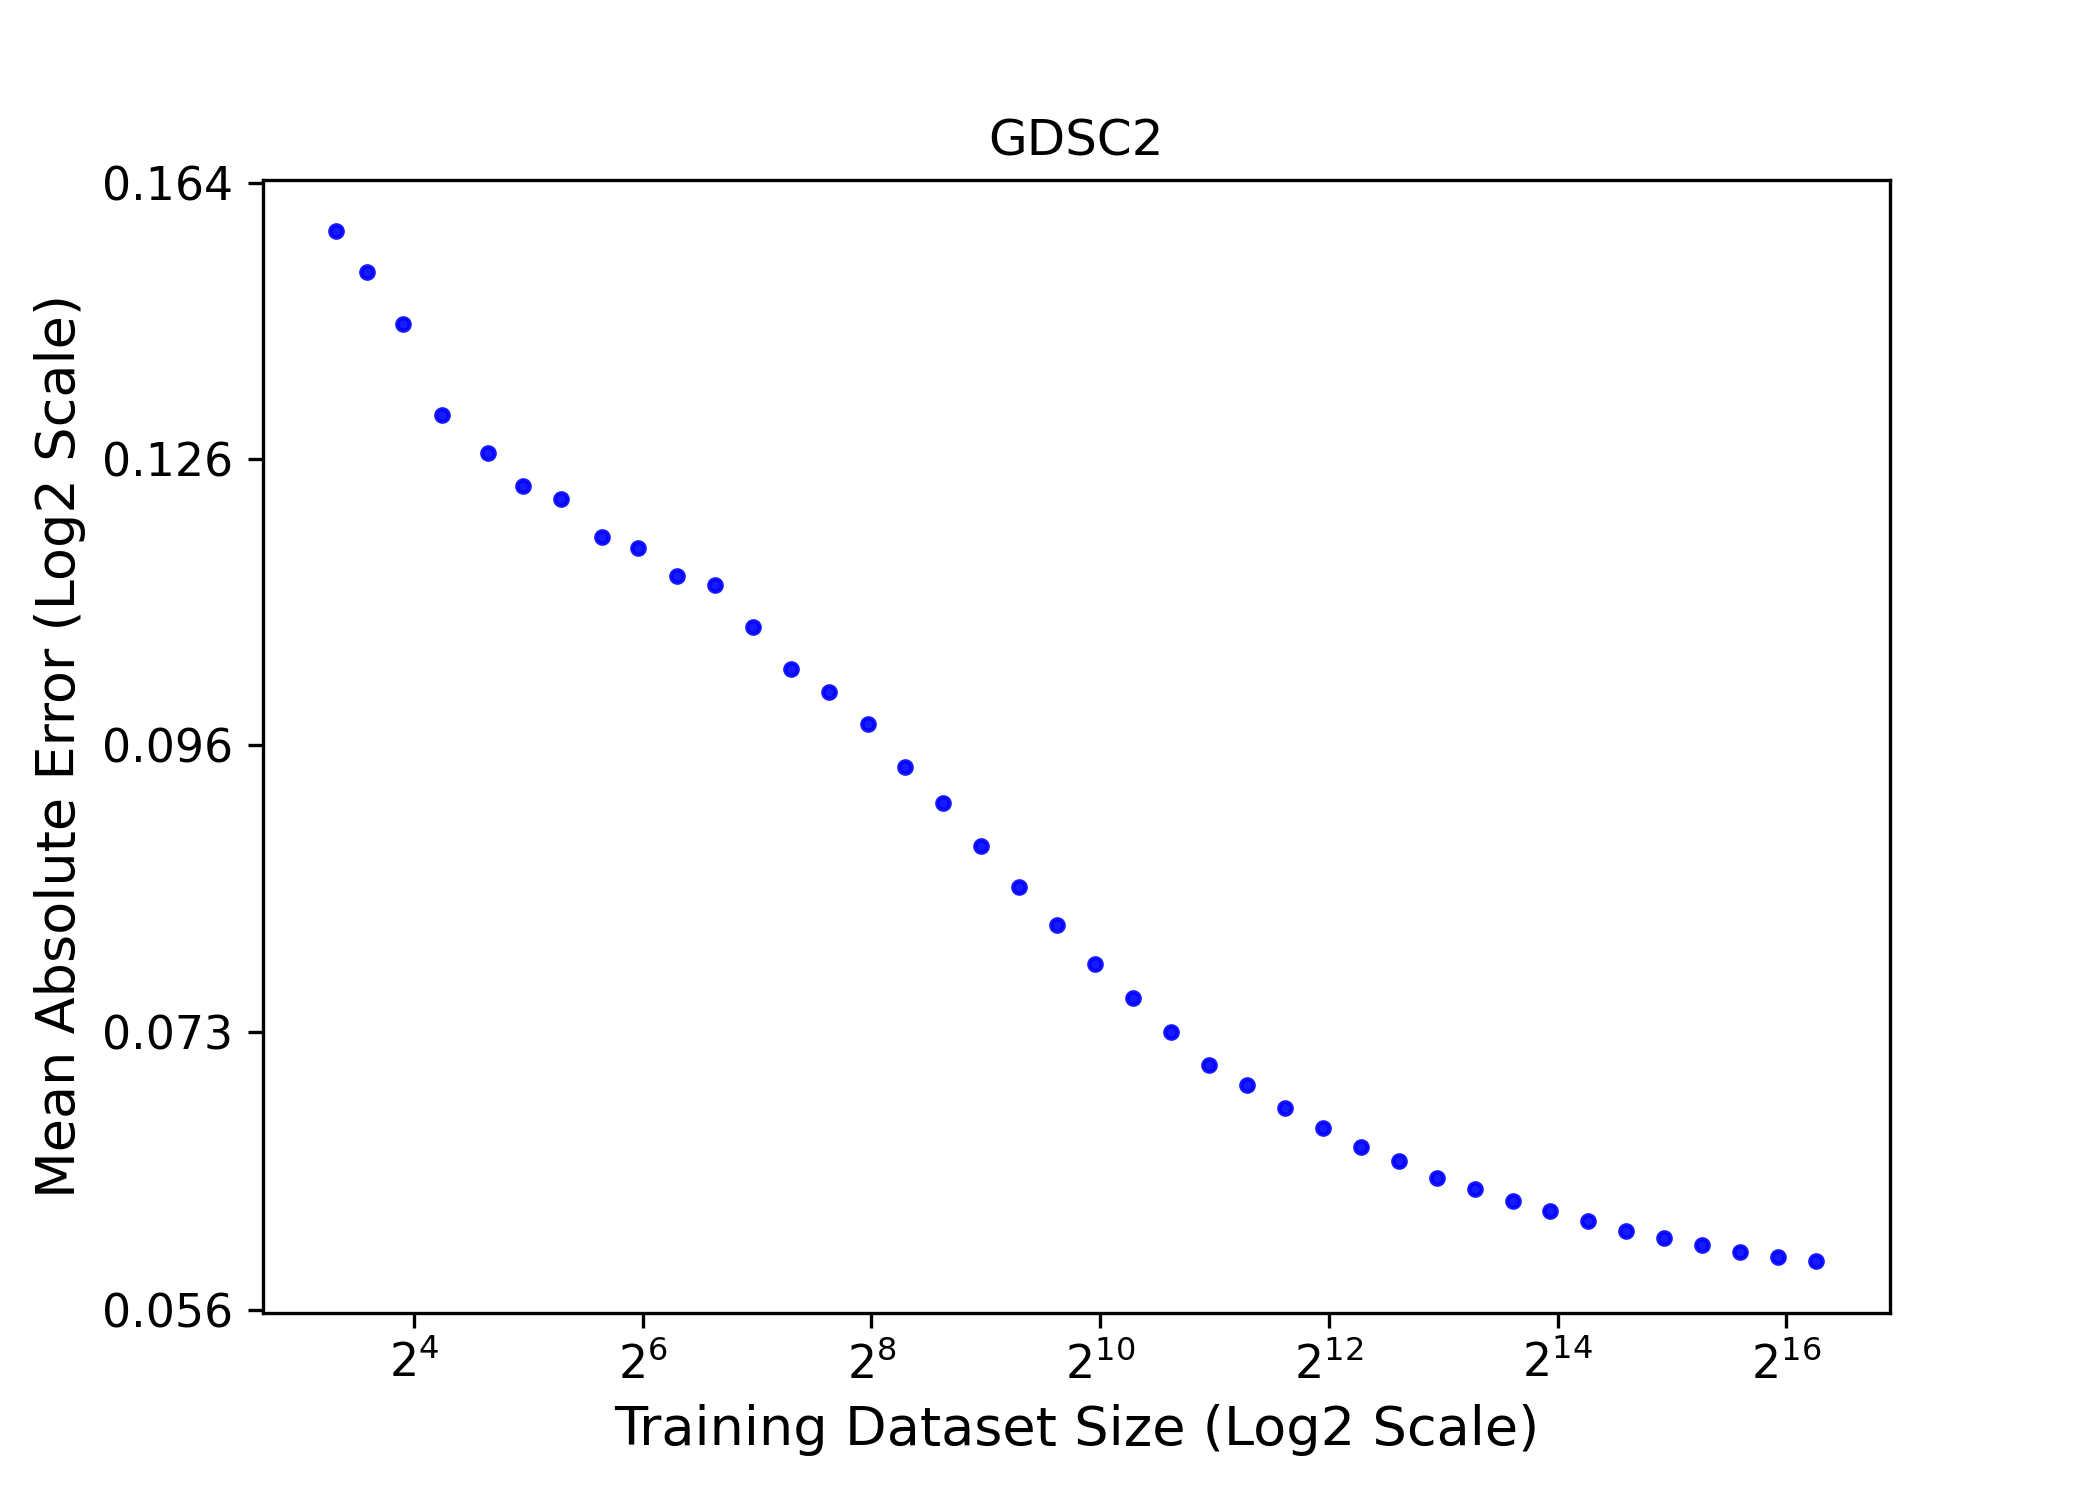 GDSC2
0.164
0.126
0.096
0.073
0.056
Mean Absolute Error (Log2 Scale)
2^4 2^6 2^8 2^10 2^12 2^14 2^16
Training Dataset Size (Log2 Scale)